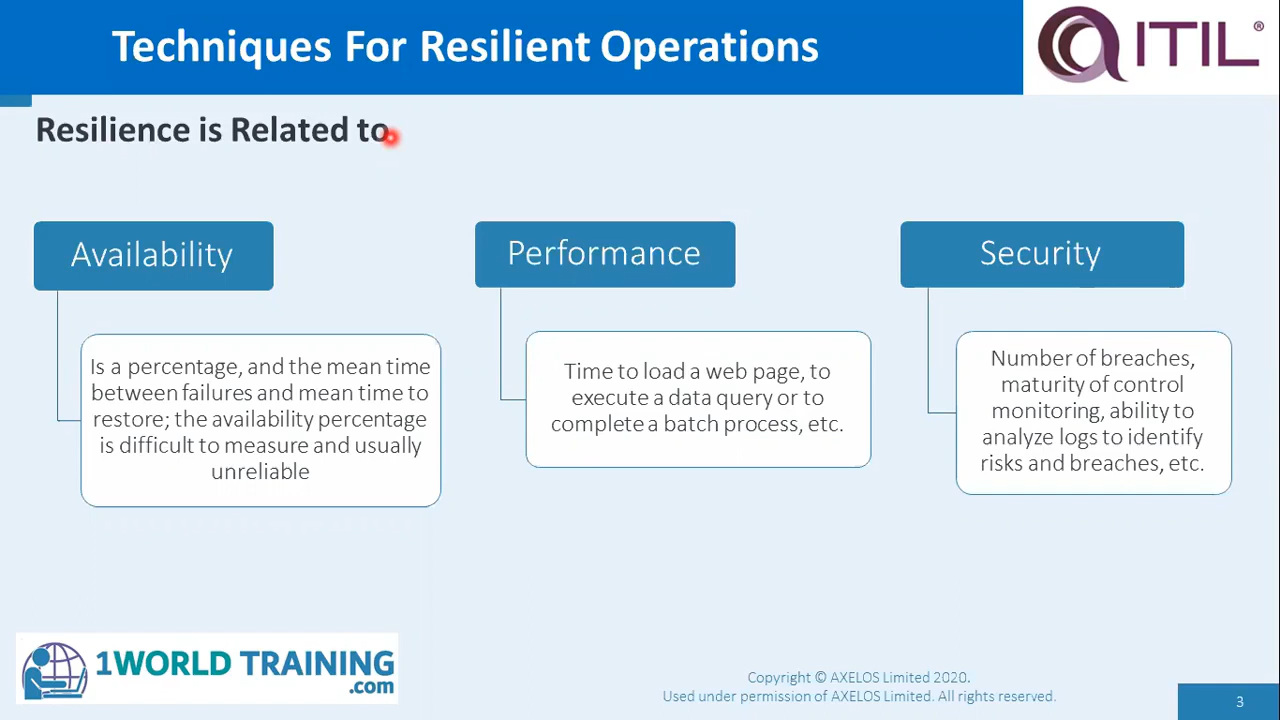 Techniques For Resilient Operations
ITIL®
Resilience is Related to
Availability
Is a percentage, and the mean time
between failures and mean time to
restore; the availability percentage
is difficult to measure and usually
unreliable
Performance
Time to load a web page, to
execute a data query or to
complete a batch process, etc.
Security
Number of breaches,
maturity of control
monitoring, ability to
analyze logs to identify
risks and breaches, etc.
1WORLD TRAINING
.com
Copyright © AXELOS Limited 2020.
Used under permission of AXELOS Limited. All rights reserved.
3